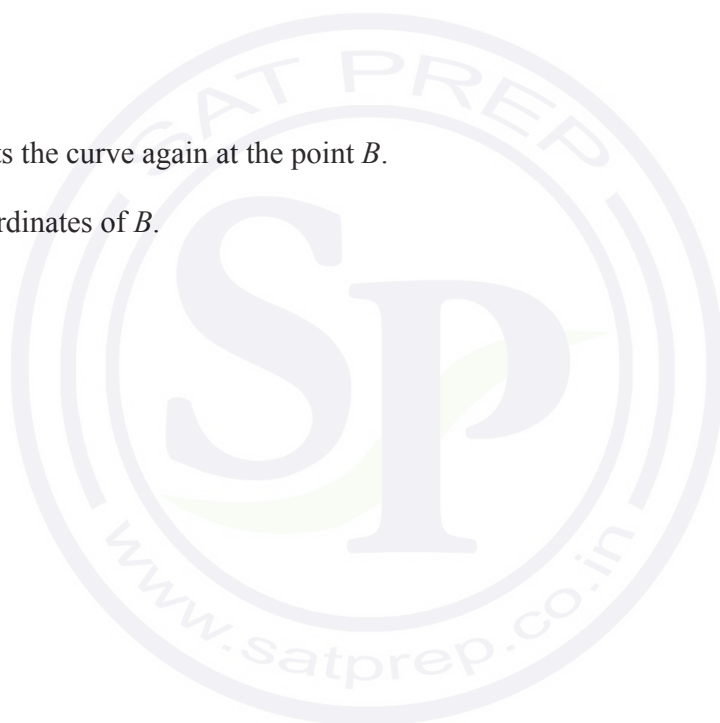 ts the curve again at the point B.
rdinates of B.
SAT PREP
SP
www.satprep.co.in